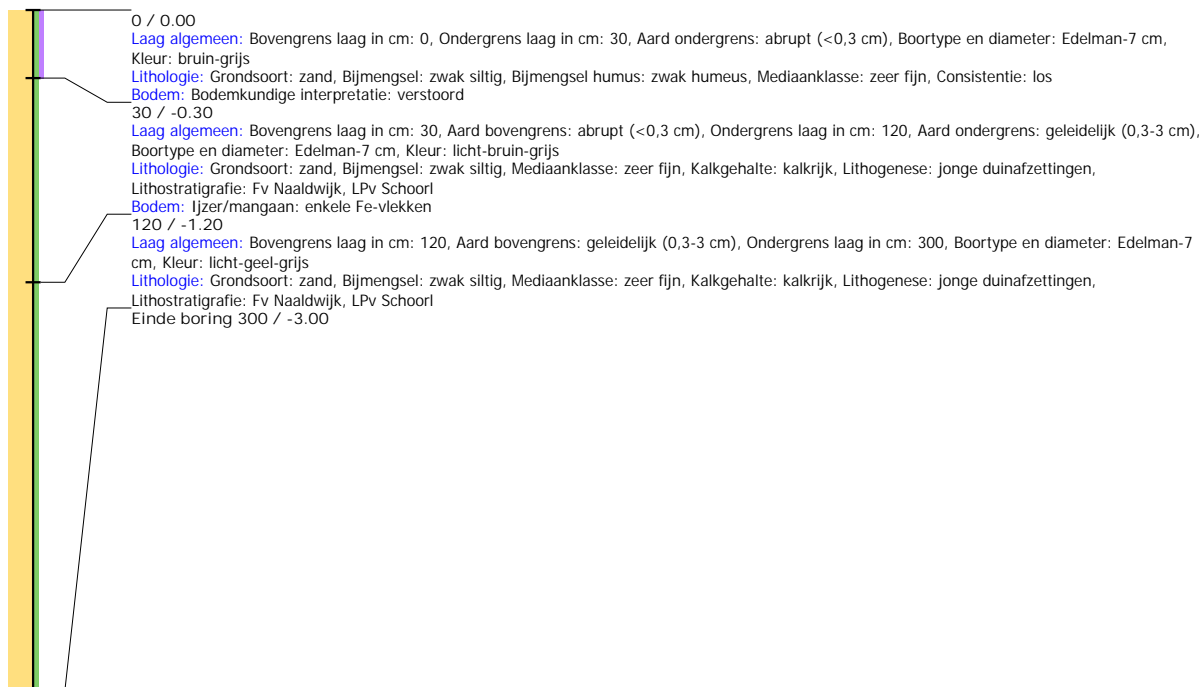 0 / 0.00
Laag algemeen: Bovengrens laag in cm: 0, Ondergrens laag in cm: 30, Aard ondergrens: abrupt (<0,3 cm), Boortype en diameter: Edelman-7 cm,
Kleur: bruin-grijs
Lithologie: Grondsoort: zand, Bijmengsel: zwak siltig, Bijmengsel humus: zwak humeus, Mediaanklasse: zeer fijn, Consistentie: los
Bodem: Bodemkundige interpretatie: verstoord
30 / -0.30
Laag algemeen: Bovengrens laag in cm: 30, Aard bovengrens: abrupt (<0,3 cm), Ondergrens laag in cm: 120, Aard ondergrens: geleidelijk (0,3-3 cm),
Boortype en diameter: Edelman-7 cm, Kleur: licht-bruin-grijs
Lithologie: Grondsoort: zand, Bijmengsel: zwak siltig, Mediaanklasse: zeer fijn, Kalkgehalte: kalkrijk, Lithogenese: jonge duinafzettingen,
Lithostratigrafie: Fv Naaldwijk, LPv Schoorl
Bodem: Ijzer/mangaan: enkele Fe-vlekken
120 / -1.20
Laag algemeen: Bovengrens laag in cm: 120, Aard bovengrens: geleidelijk (0,3-3 cm), Ondergrens laag in cm: 300, Boortype en diameter: Edelman-7
cm, Kleur: licht-geel-grijs
Lithologie: Grondsoort: zand, Bijmengsel: zwak siltig, Mediaanklasse: zeer fijn, Kalkgehalte: kalkrijk, Lithogenese: jonge duinafzettingen,
Lithostratigrafie: Fv Naaldwijk, LPv Schoorl
Einde boring 300 / -3.00